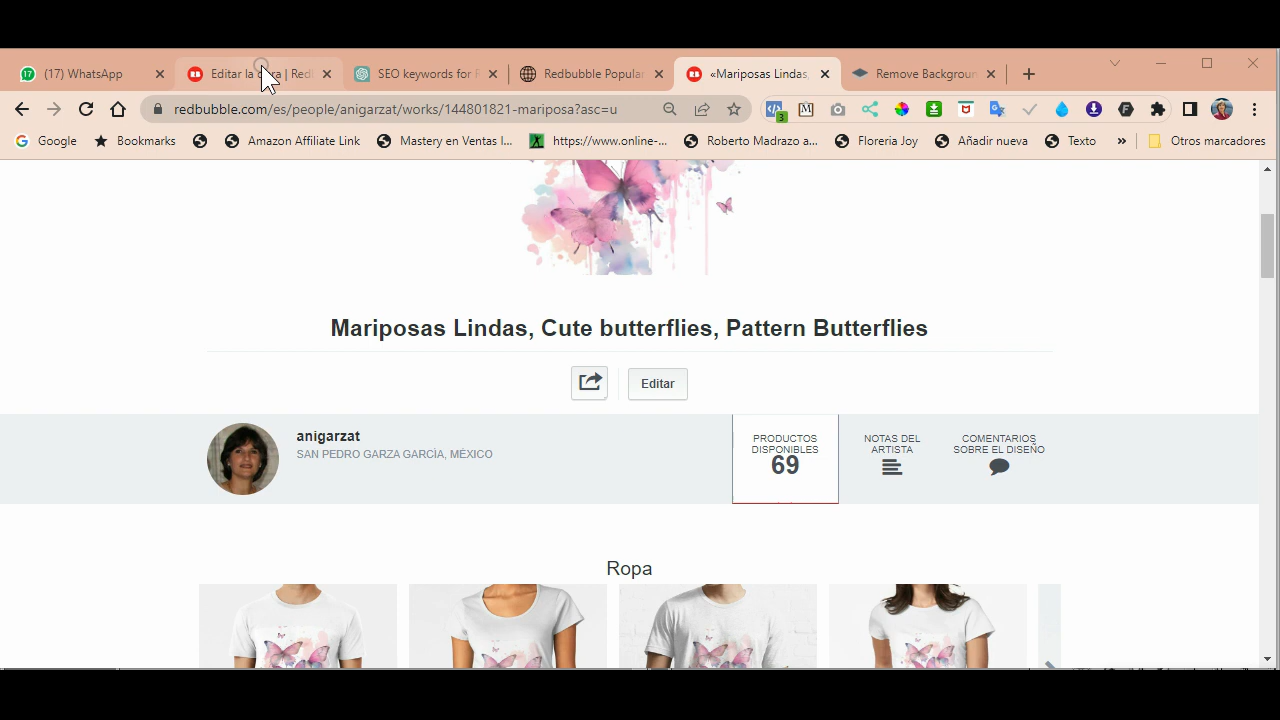 (17) WhatsApp
Editar la | Red
SEO keywords for R
Redbubble Popular
«Mariposas Lindas,
Remove Backgroun
redbubble.com/es/people/anigarzat/works/144801821-mariposa?asc=u
3
Google
Bookmarks
Amazon Affiliate Link
Mastery en Ventas I...
https://www.online-...
Roberto Madrazo a...
Floreria Joy
Añadir nueva
Texto
»
Otros marcadores
Mariposas Lindas, Cute butterflies, Pattern Butterflies
Editar
anigarzat
SAN PEDRO GARZA GARCÍA, MÉXICO
PRODUCTOS
DISPONIBLES
69
NOTAS DEL
ARTISTA
COMENTARIOS
SOBRE EL DISEÑO
Ropa